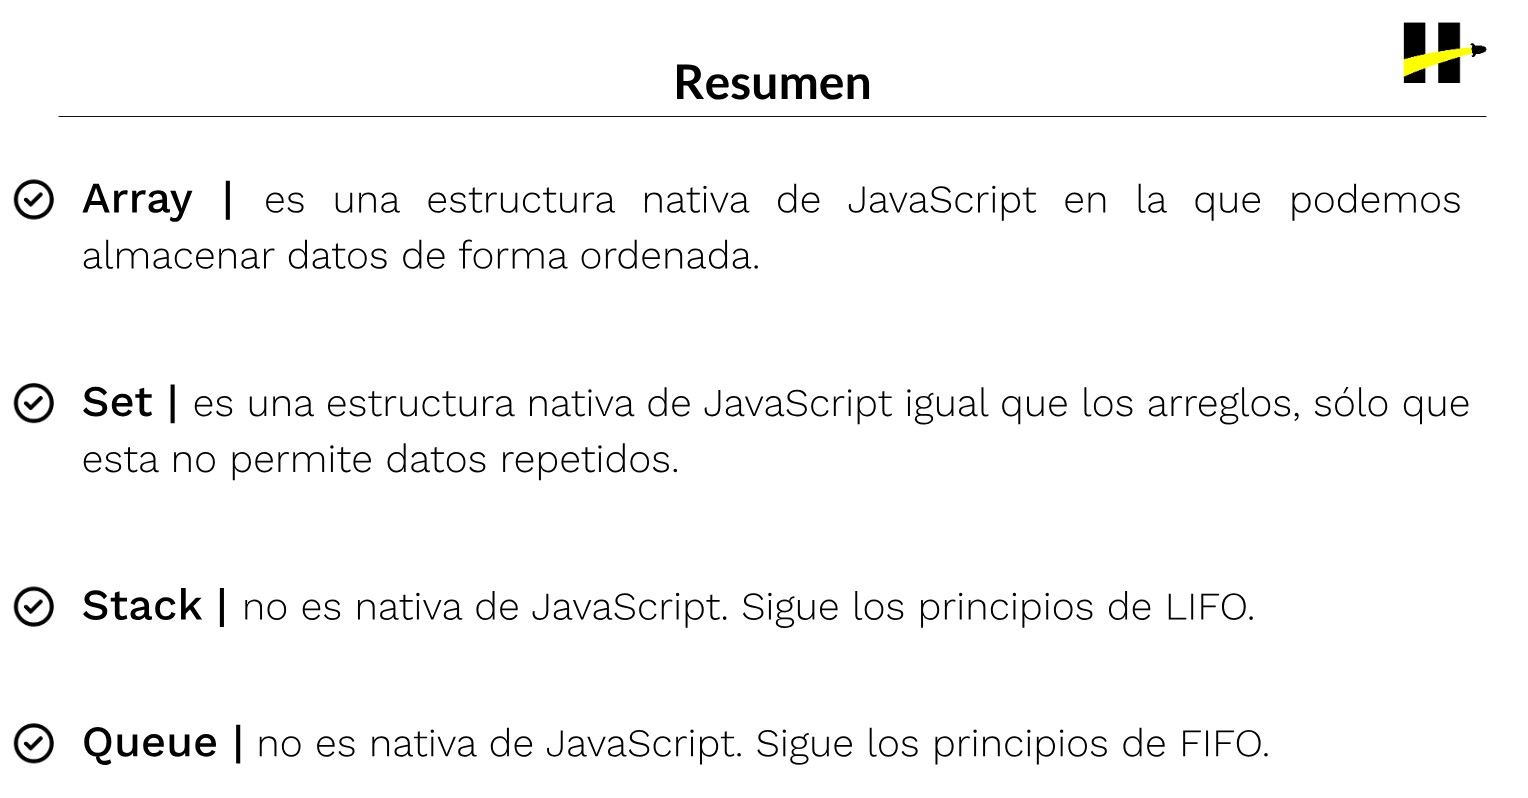 Resumen
Array | es una estructura nativa de JavaScript en la que podemos
almacenar datos de forma ordenada.
Set | es una estructura nativa de JavaScript igual que los arreglos, sólo que
esta no permite datos repetidos.
Stack | no es nativa de JavaScript. Sigue los principios de LIFO.
Queue | no es nativa de JavaScript. Sigue los principios de FIFO.